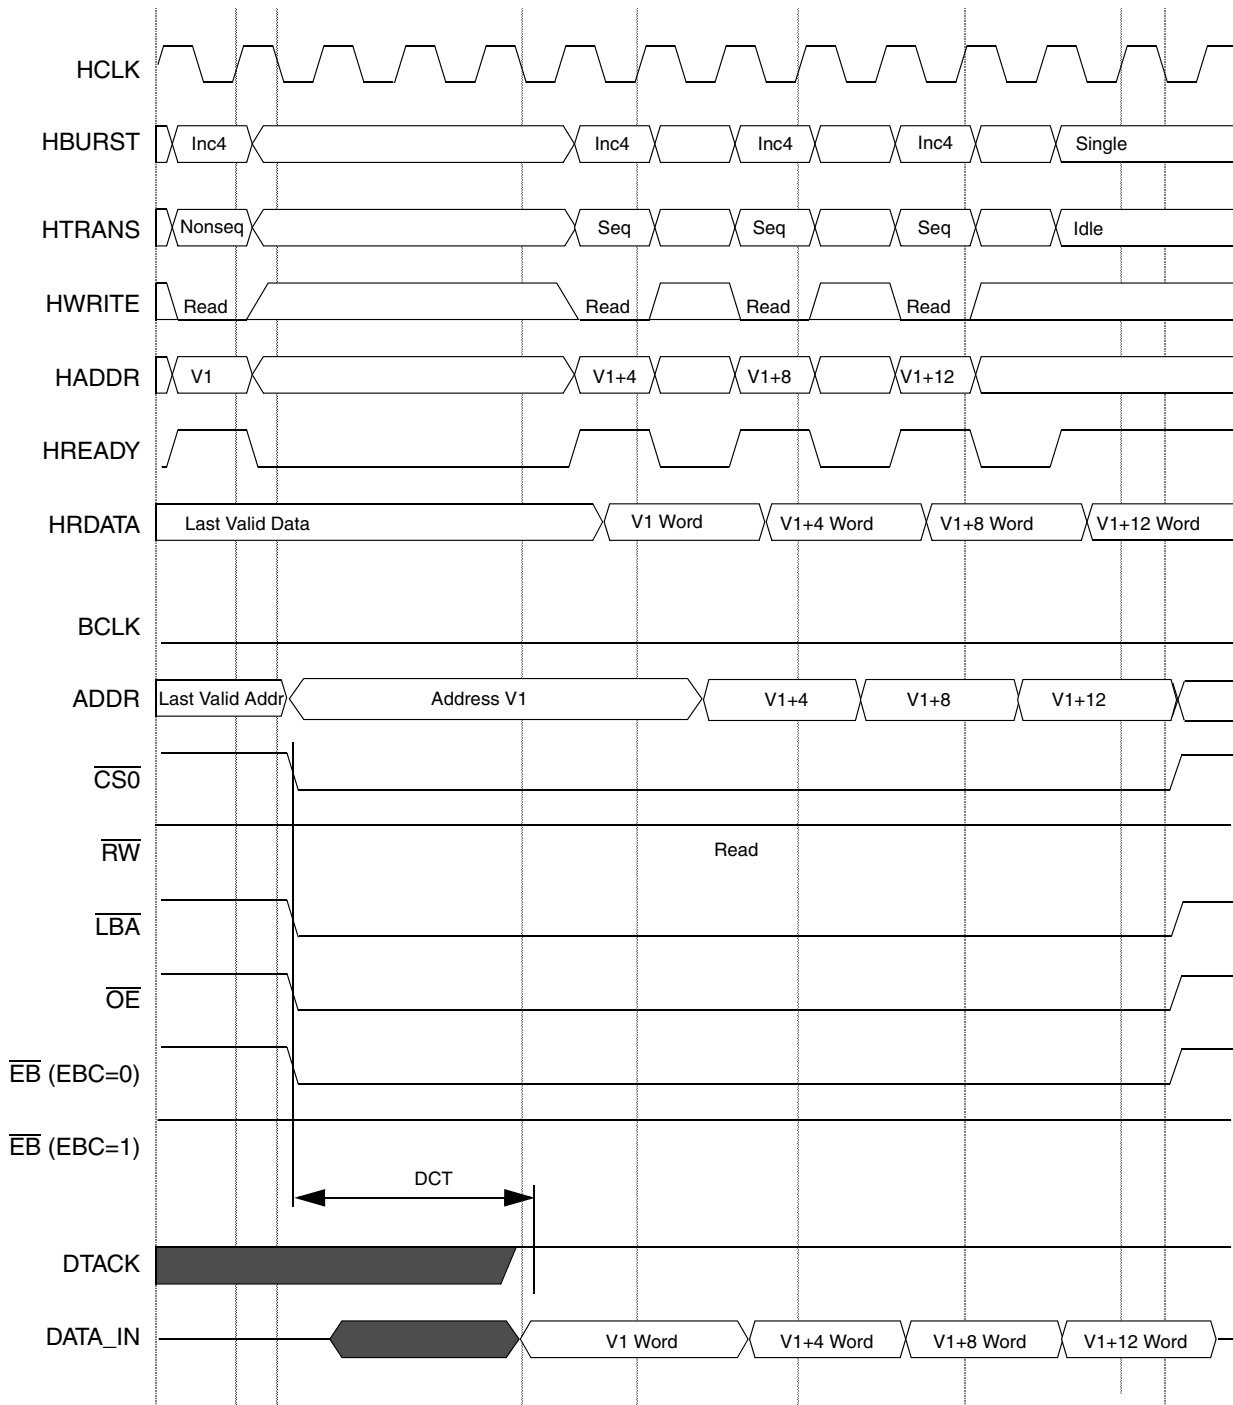 HCLK
HBURST Inc4 Inc4 Inc4 Inc4 Single
HTRANS Nonseq Seq Seq Seq Idle
HWRITE Read Read Read Read
HADDR V1 V1+4 V1+8 V1+12
HREADY
HRDATA Last Valid Data V1 Word V1+4 Word V1+8 Word V1+12 Word
BCLK
ADDR Last Valid Addr Address V1 V1+4 V1+8 V1+12
CS0
RW Read
LBA
OE
EB (EBC=0)
EB (EBC=1)
DCT
DTACK
DATA_IN V1 Word V1+4 Word V1+8 Word V1+12 Word